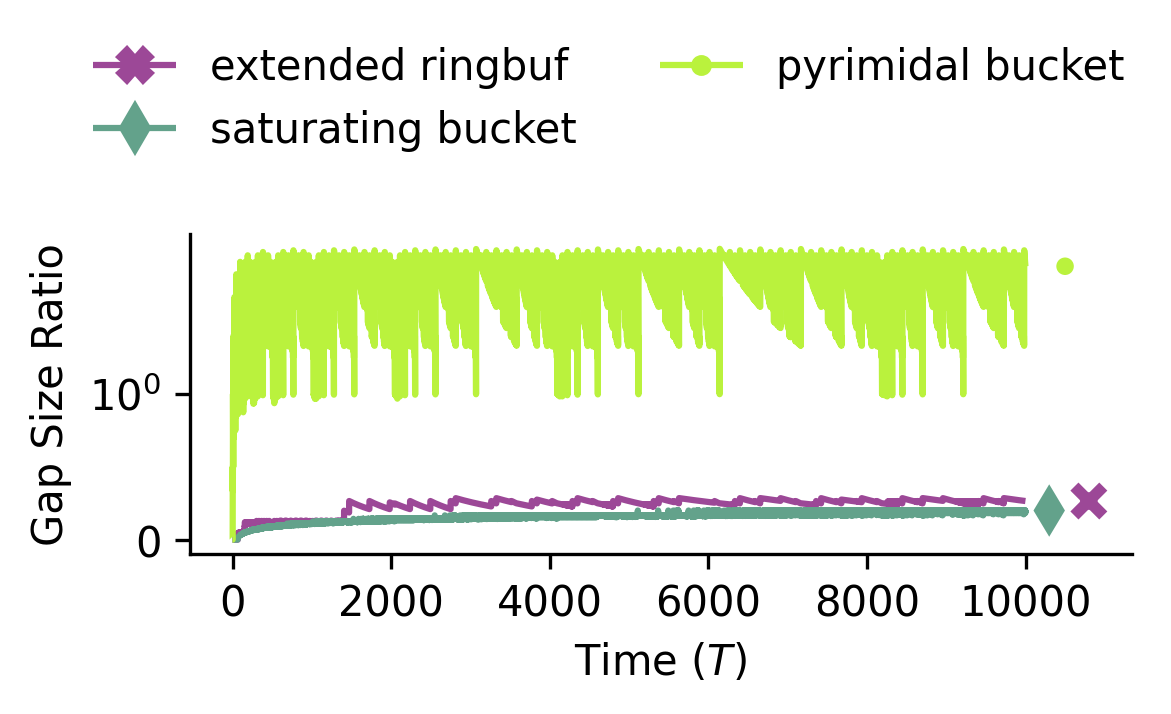 extended ringbuf
pyrimidal bucket
saturating bucket
Gap Size Ratio
10⁰
0
0 2000 4000 6000 8000 10000
Time (T)